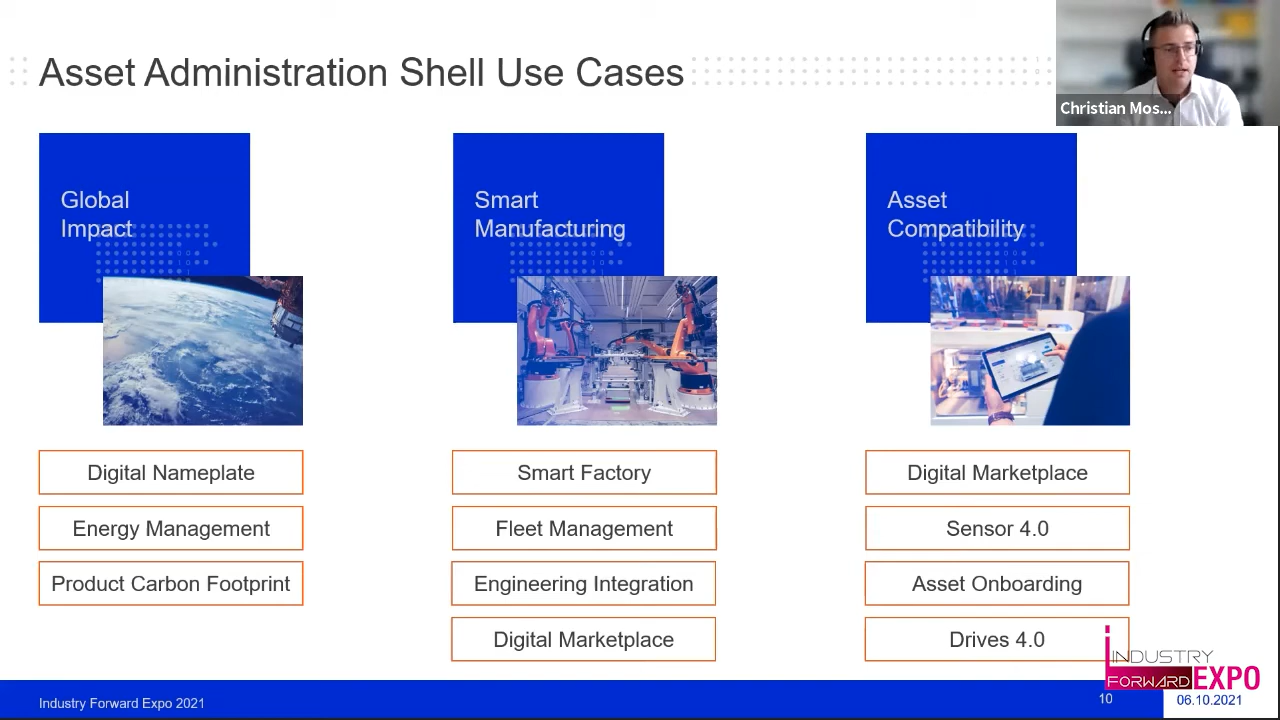 Asset Administration Shell Use Cases
Christian Mos...
Global
Impact
Smart
Manufacturing
Asset
Compatibility
Digital Nameplate
Energy Management
Product Carbon Footprint
Smart Factory
Fleet Management
Engineering Integration
Digital Marketplace
Digital Marketplace
Sensor 4.0
Asset Onboarding
Drives 4.0
INDUSTRY
FORWARD EXPO
Industry Forward Expo 2021
10
06.10.2021